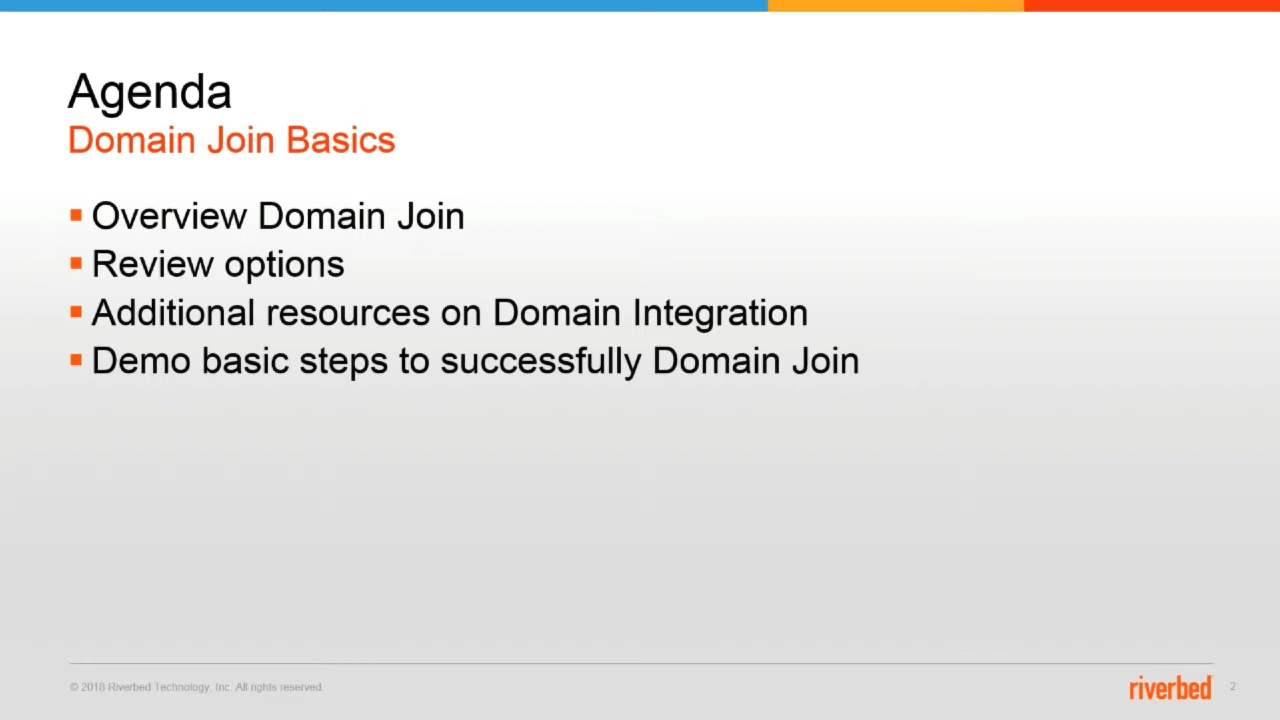 Agenda
Domain Join Basics
Overview Domain Join
Review options
Additional resources on Domain Integration
Demo basic steps to successfully Domain Join
© 2018 Riverbed Technology, Inc. All rights reserved.
riverbed
2